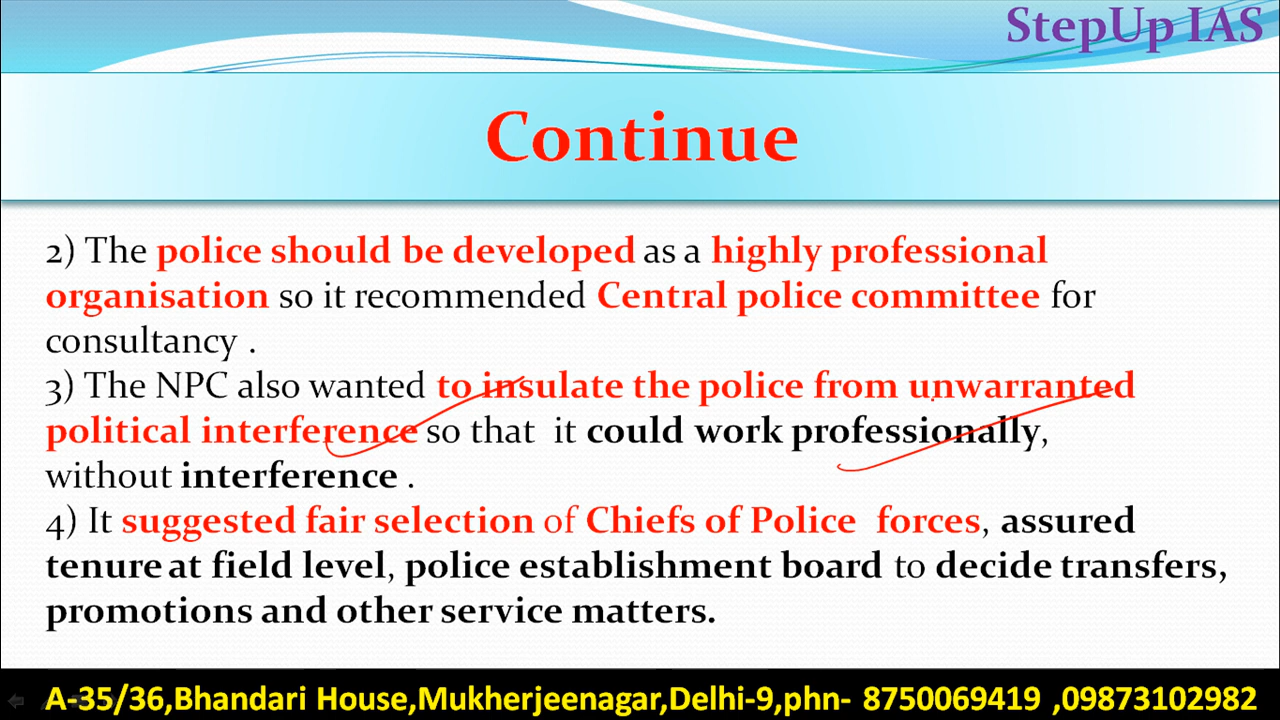 StepUp IAS
Continue
2) The police should be developed as a highly professional
organisation so it recommended Central police committee for
consultancy .
3) The NPC also wanted to insulate the police from unwarranted
political interference so that it could work professionally,
without interference .
4) It suggested fair selection of Chiefs of Police forces, assured
tenure at field level, police establishment board to decide transfers,
promotions and other service matters.
A-35/36,Bhandari House,Mukherjeenagar,Delhi-9,phn- 8750069419 ,09873102982